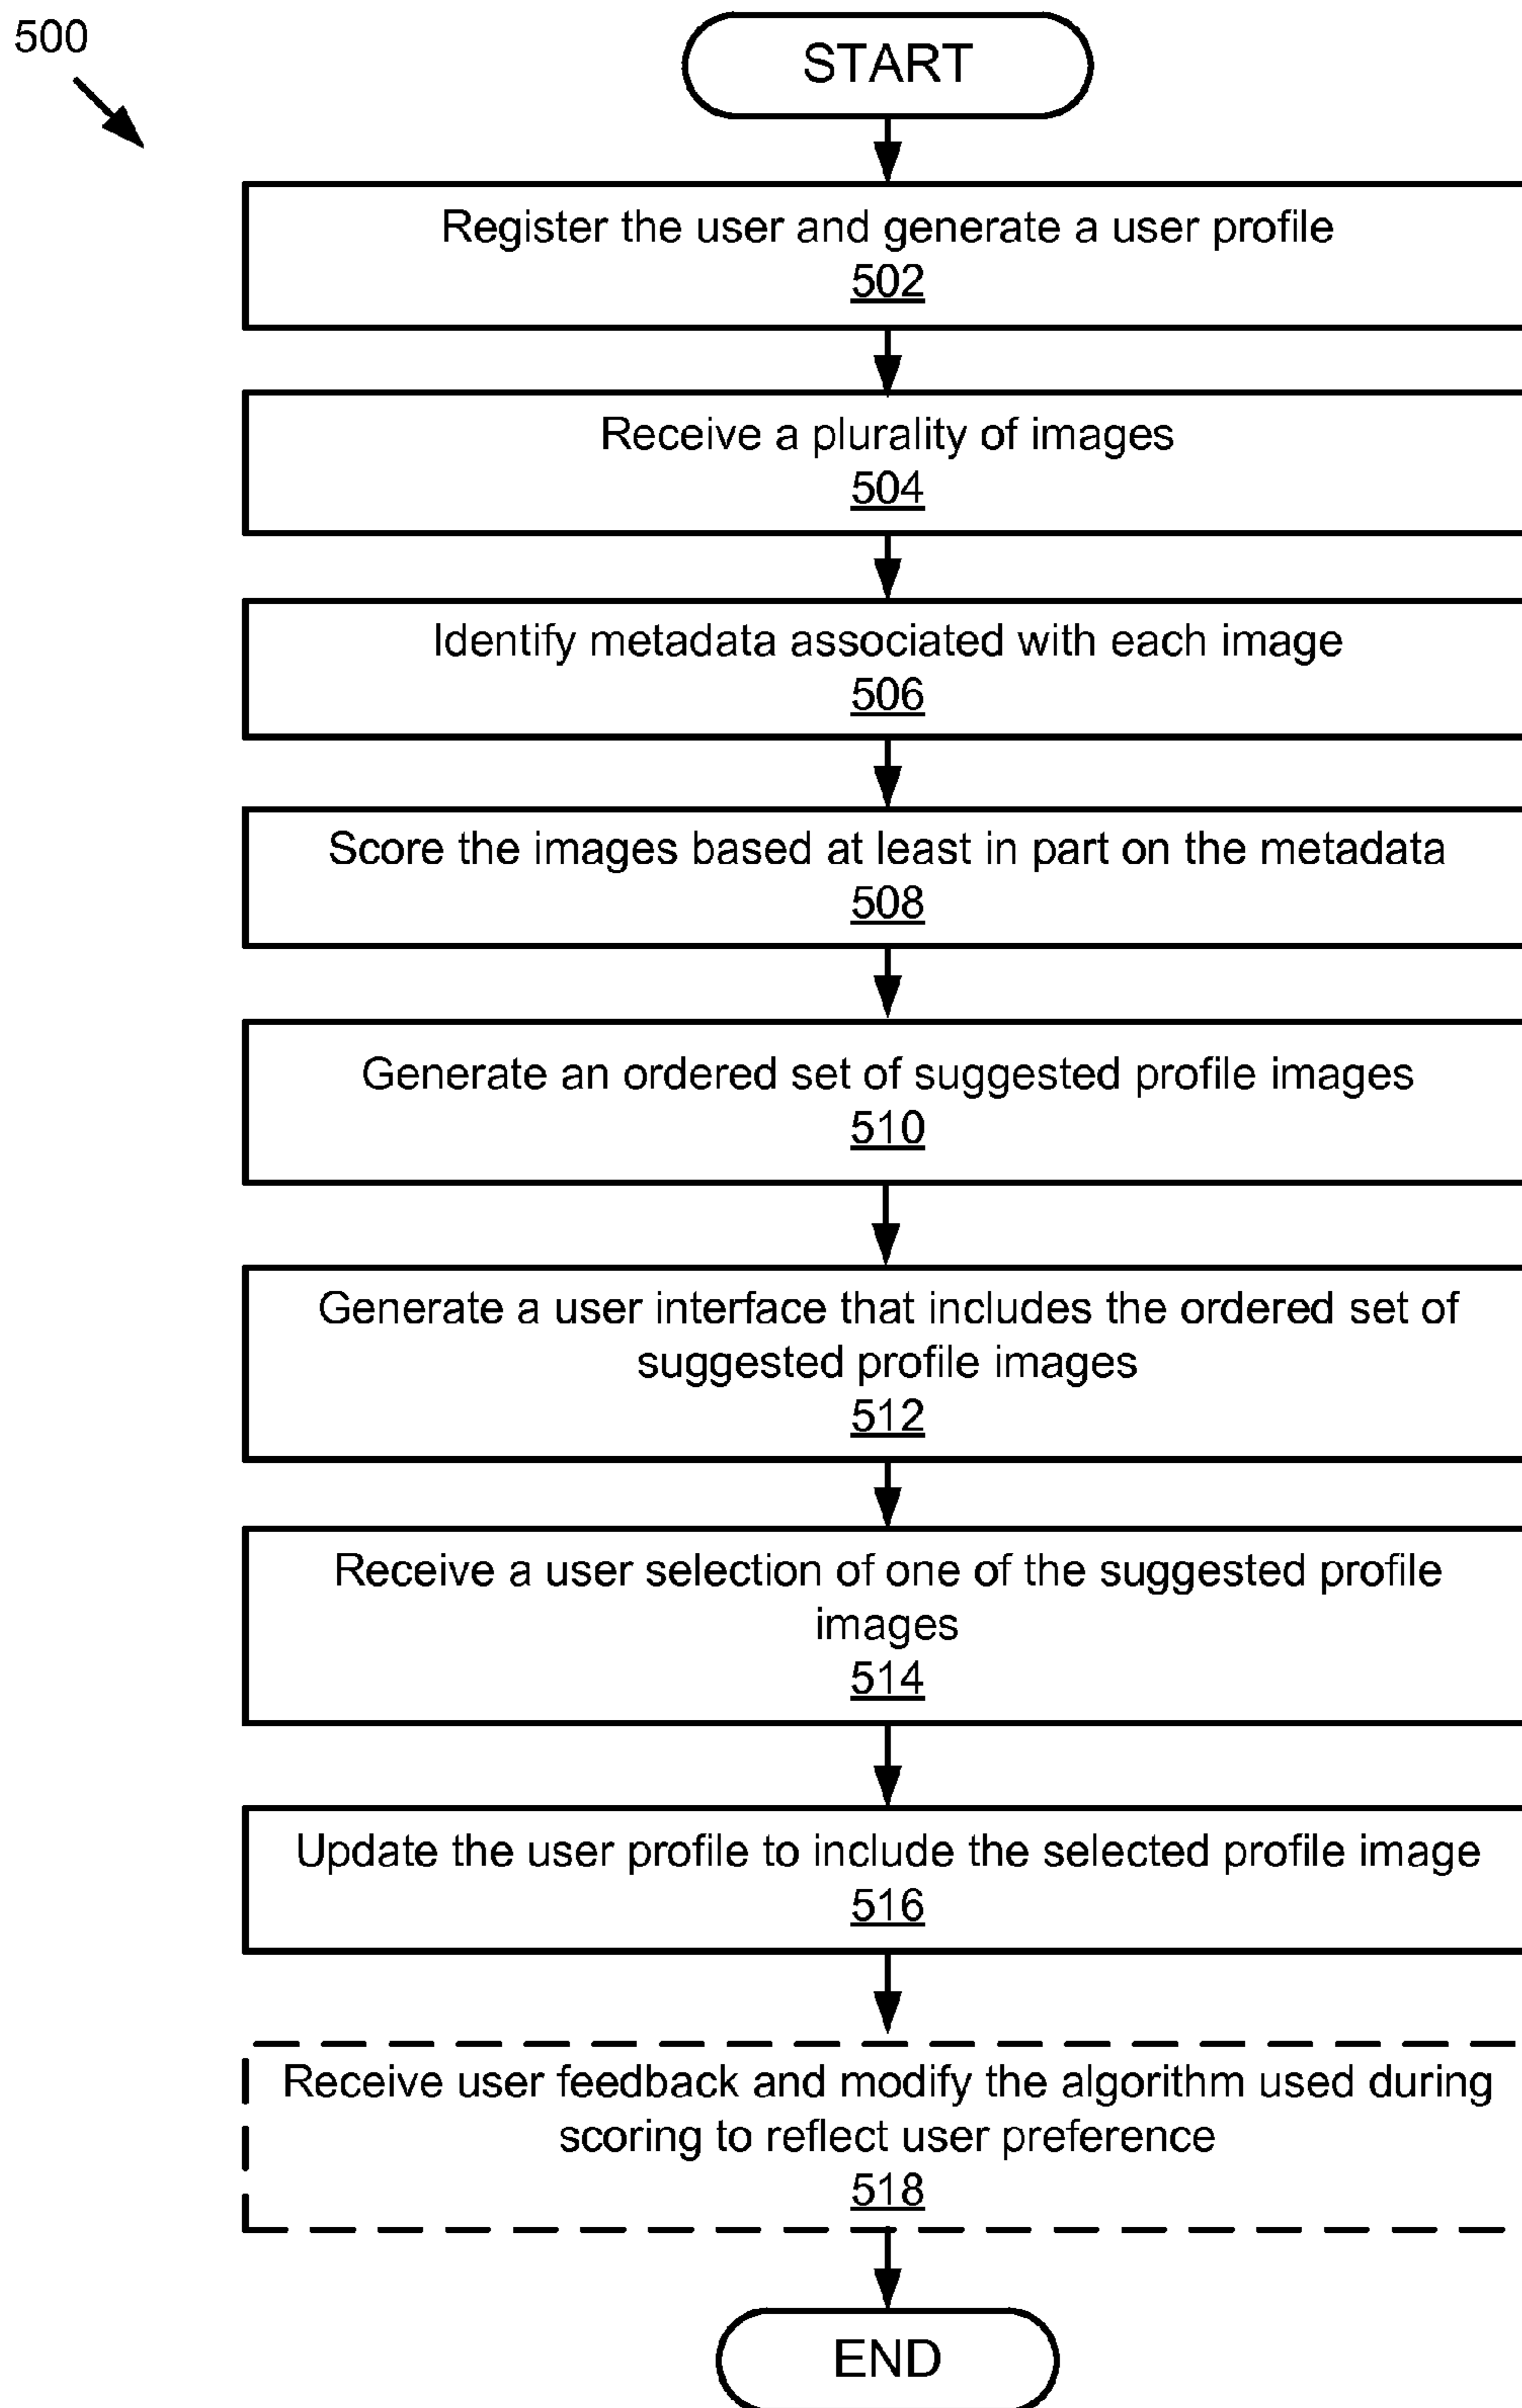 500
START
Register the user and generate a user profile
502
Receive a plurality of images
504
Identify metadata associated with each image
506
Score the images based at least in part on the metadata
508
Generate an ordered set of suggested profile images
510
Generate a user interface that includes the ordered set of
suggested profile images
512
Receive a user selection of one of the suggested profile
images
514
Update the user profile to include the selected profile image
516
Receive user feedback and modify the algorithm used during
scoring to reflect user preference
518
END